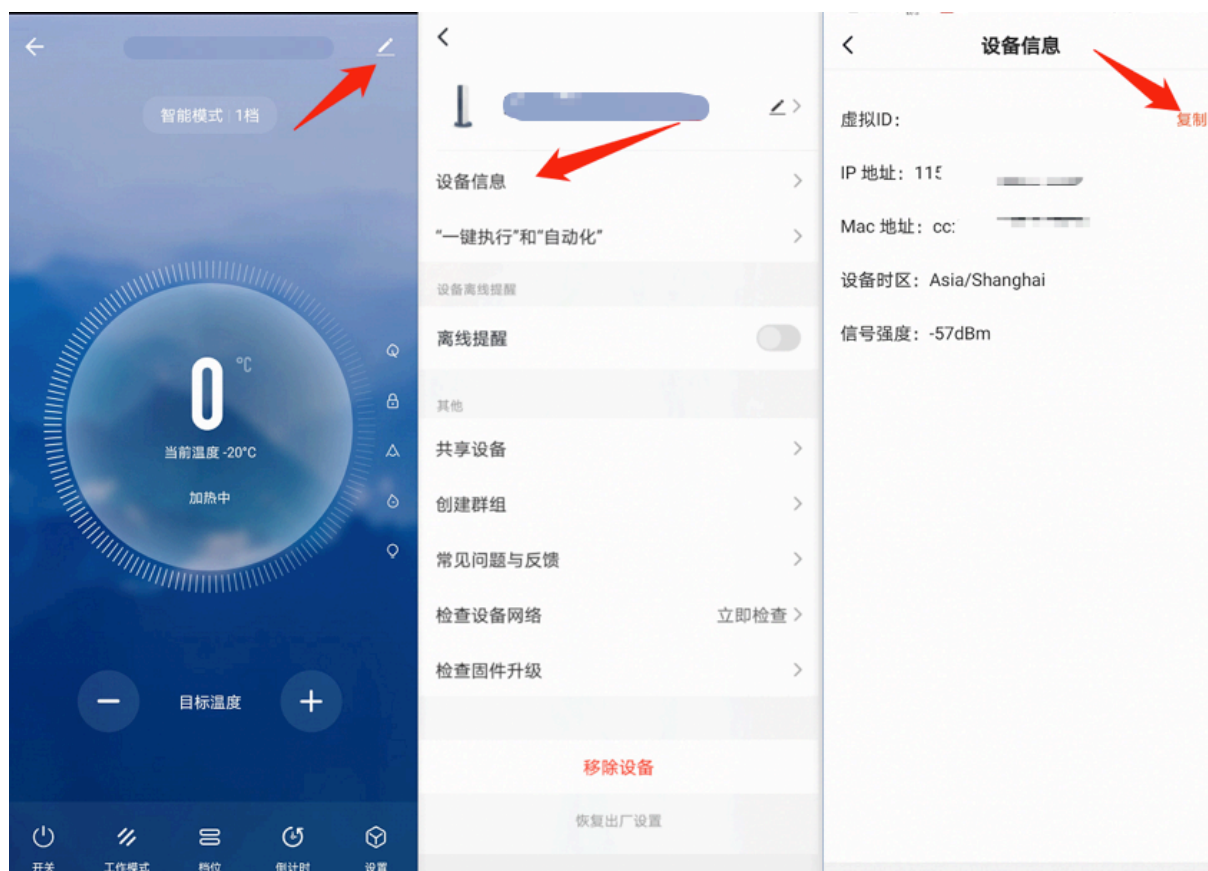 智能模式 | 1档
0 °C
当前温度 -20°C
加热中
目标温度
开关
工作模式
档位
倒计时
设置
设备信息
“一键执行”和“自动化”
设备离线提醒
离线提醒
其他
共享设备
创建群组
常见问题与反馈
检查设备网络 立即检查
检查固件升级
移除设备
恢复出厂设置
设备信息
虚拟ID: 复制
IP 地址: 115
Mac 地址: cc:
设备时区: Asia/Shanghai
信号强度: -57dBm